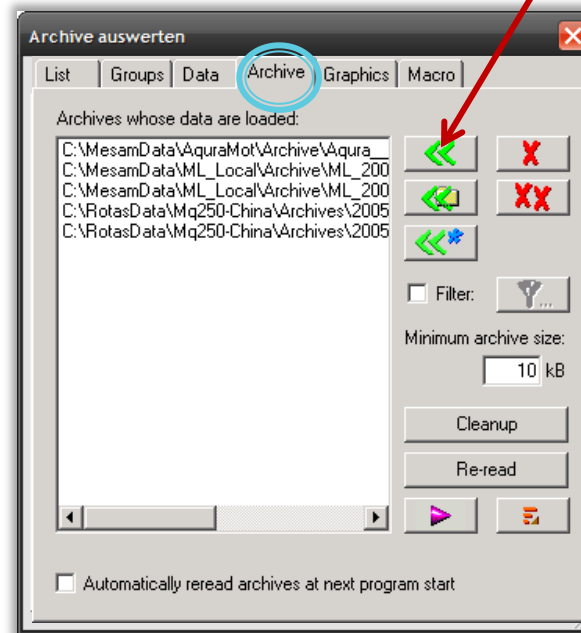 Archive auswerten
List Groups Data Archive Graphics Macro
Archives whose data are loaded:
C:\MesamData\AquraMot\Archive\Aqura__
C:\MesamData\ML_Local\Archive\ML_200
C:\MesamData\ML_Local\Archive\ML_200
C:\RotasData\Mq250-China\Archives\2005
C:\RotasData\Mq250-China\Archives\2005
Filter:
...
Minimum archive size:
10 kB
Cleanup
Re-read
Automatically reread archives at next program start